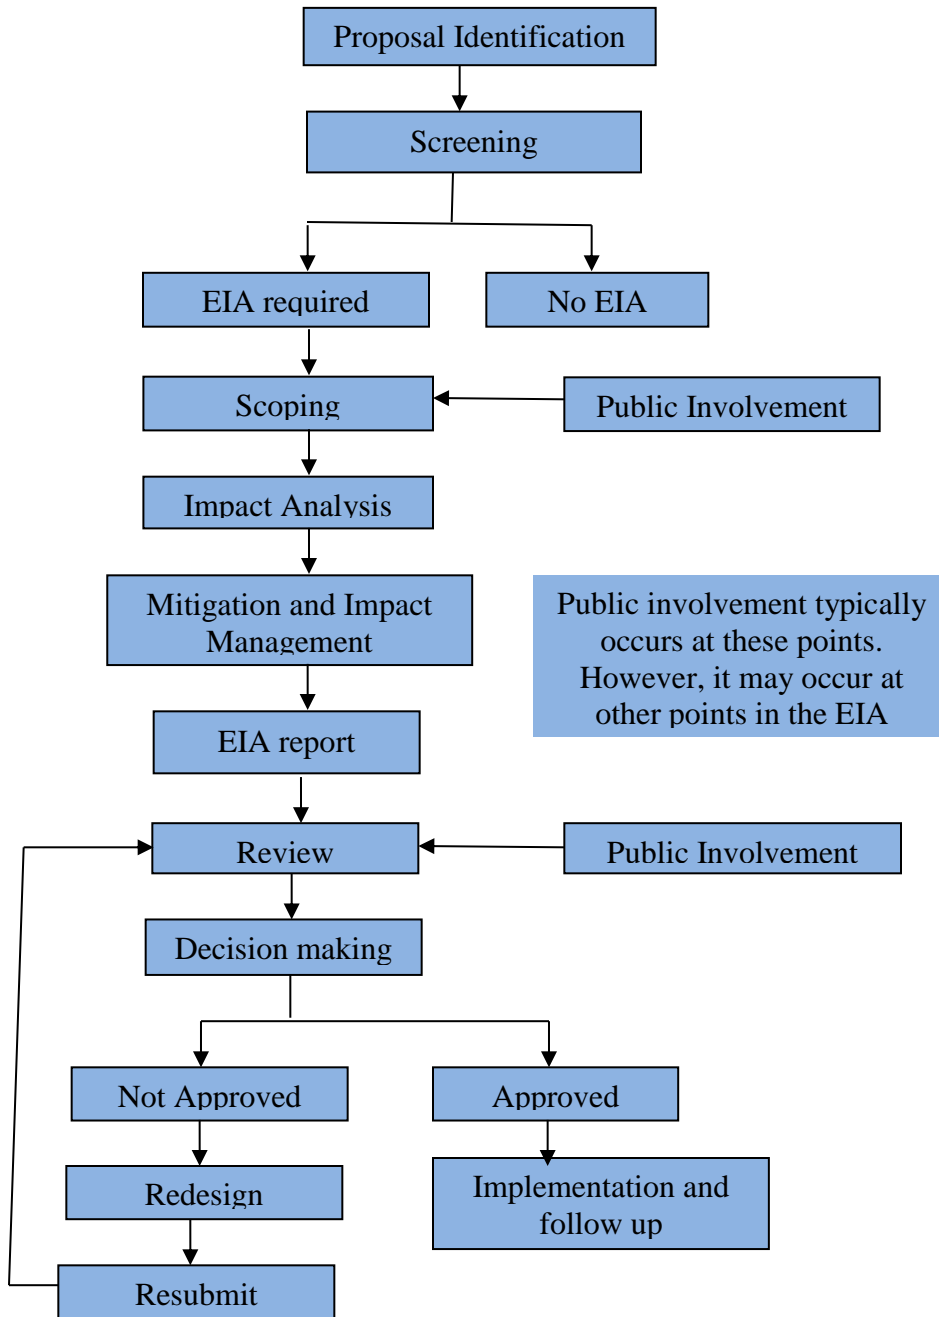 Proposal Identification
Screening
EIA required
No EIA
Scoping
Public Involvement
Impact Analysis
Mitigation and Impact
Management
Public involvement typically
occurs at these points.
However, it may occur at
other points in the EIA
EIA report
Review
Public Involvement
Decision making
Not Approved
Approved
Redesign
Implementation and
follow up
Resubmit